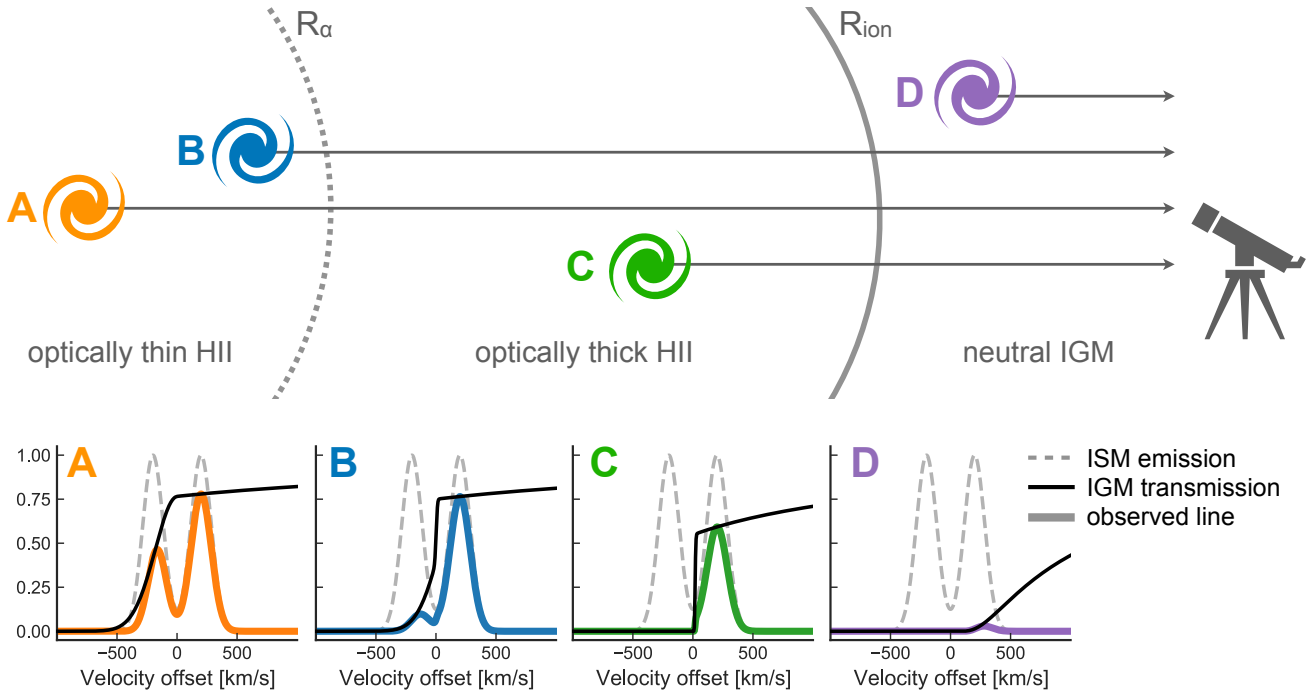 Rα
Rion
D
B
A
C
optically thin HII
optically thick HII
neutral IGM
A
B
C
D
1.00
0.75
0.50
0.25
0.00
−500 0 500
−500 0 500
−500 0 500
−500 0 500
Velocity offset [km/s]
Velocity offset [km/s]
Velocity offset [km/s]
Velocity offset [km/s]
ISM emission
IGM transmission
observed line